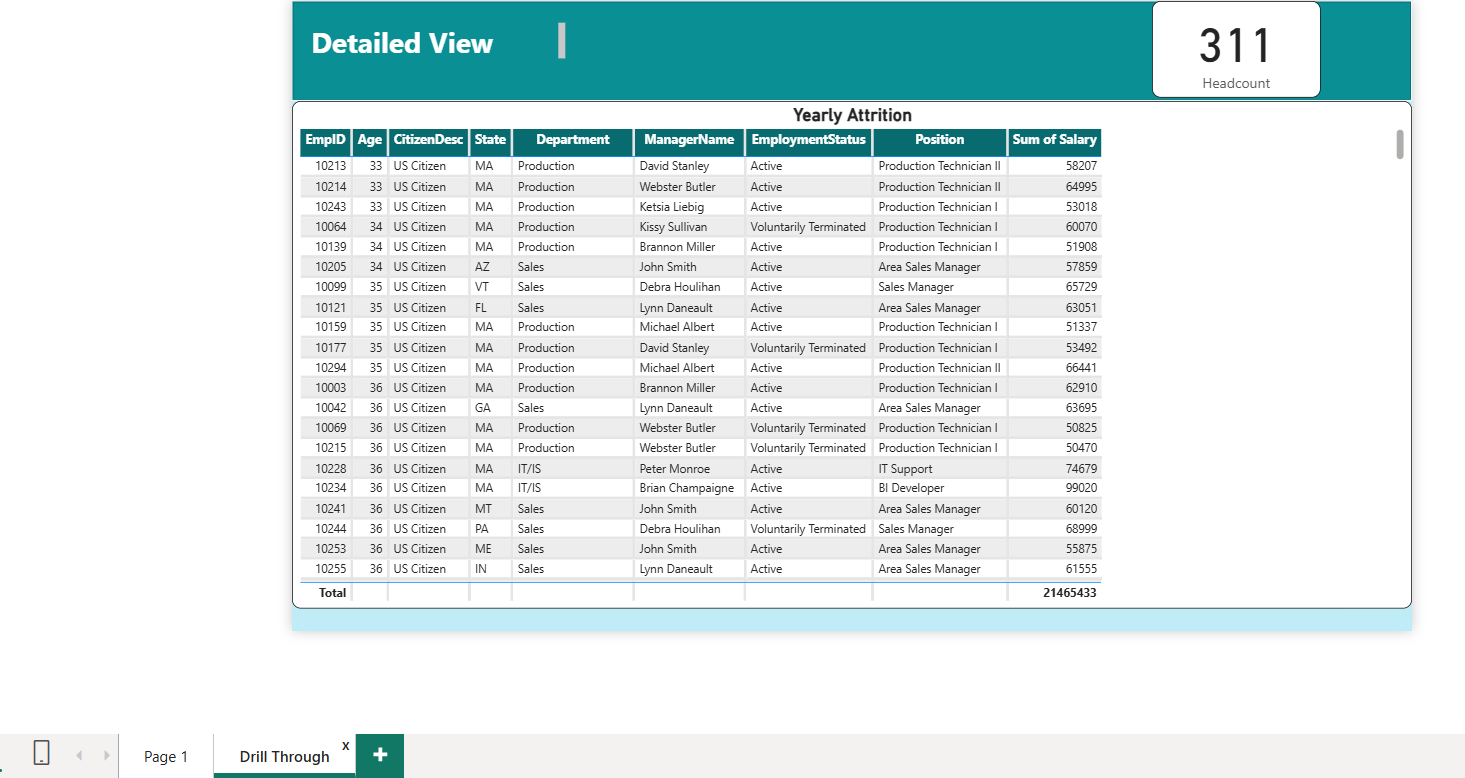 Detailed View
311
Headcount
Yearly Attrition
EmpID Age CitizenDesc State Department ManagerName EmploymentStatus Position Sum of Salary
10213 33 US Citizen MA Production David Stanley Active Production Technician II 58207
10214 33 US Citizen MA Production Webster Butler Active Production Technician II 64995
10243 33 US Citizen MA Production Ketsia Liebig Active Production Technician I 53018
10064 34 US Citizen MA Production Kissy Sullivan Voluntarily Terminated Production Technician I 60070
10139 34 US Citizen MA Production Brannon Miller Active Production Technician I 51908
10205 34 US Citizen AZ Sales John Smith Active Area Sales Manager 57859
10099 35 US Citizen VT Sales Debra Houlihan Active Sales Manager 65729
10121 35 US Citizen FL Sales Lynn Daneault Active Area Sales Manager 63051
10159 35 US Citizen MA Production Michael Albert Active Production Technician I 51337
10177 35 US Citizen MA Production David Stanley Voluntarily Terminated Production Technician I 53492
10294 35 US Citizen MA Production Michael Albert Active Production Technician II 66441
10003 36 US Citizen MA Production Brannon Miller Active Production Technician I 62910
10042 36 US Citizen GA Sales Lynn Daneault Active Area Sales Manager 63695
10069 36 US Citizen MA Production Webster Butler Voluntarily Terminated Production Technician I 50825
10215 36 US Citizen MA Production Webster Butler Voluntarily Terminated Production Technician I 50470
10228 36 US Citizen MA IT/IS Peter Monroe Active IT Support 74679
10234 36 US Citizen MA IT/IS Brian Champaigne Active BI Developer 99020
10241 36 US Citizen MT Sales John Smith Active Area Sales Manager 60120
10244 36 US Citizen PA Sales Debra Houlihan Voluntarily Terminated Sales Manager 68999
10253 36 US Citizen ME Sales John Smith Active Area Sales Manager 55875
10255 36 US Citizen IN Sales Lynn Daneault Active Area Sales Manager 61555
Total 21465433
Page 1 Drill Through x +